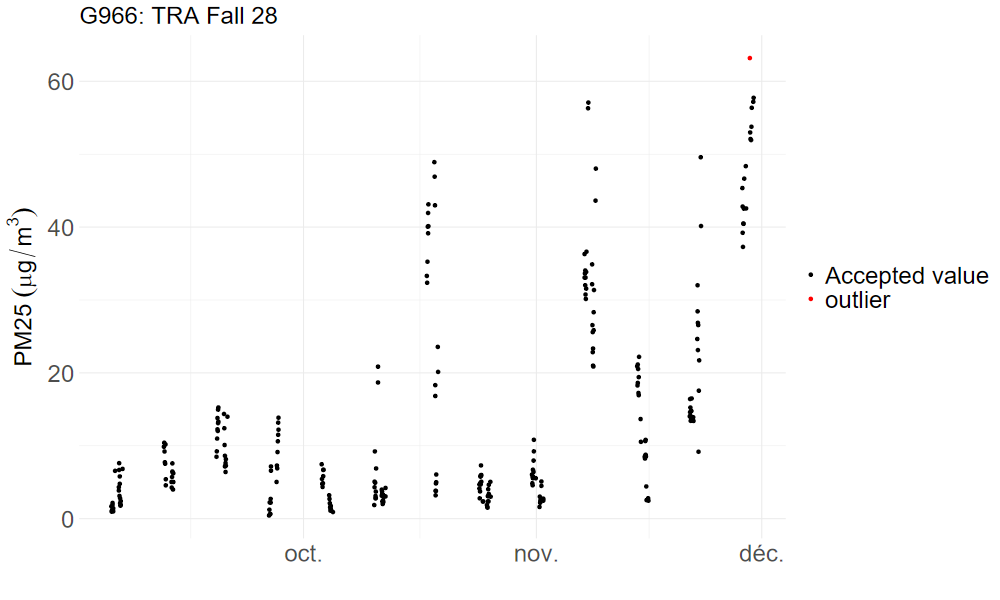 G966: TRA Fall 28
PM25 (μg/m³)
60
40
20
0
oct.
nov.
déc.
Accepted value
outlier